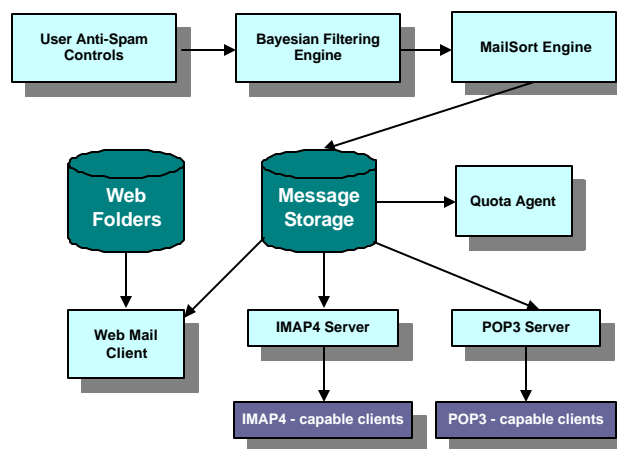 User Anti-Spam
Controls
Bayesian Filtering
Engine
MailSort Engine
Web
Folders
Message
Storage
Quota Agent
Web Mail
Client
IMAP4 Server
POP3 Server
IMAP4 - capable clients
POP3 - capable clients